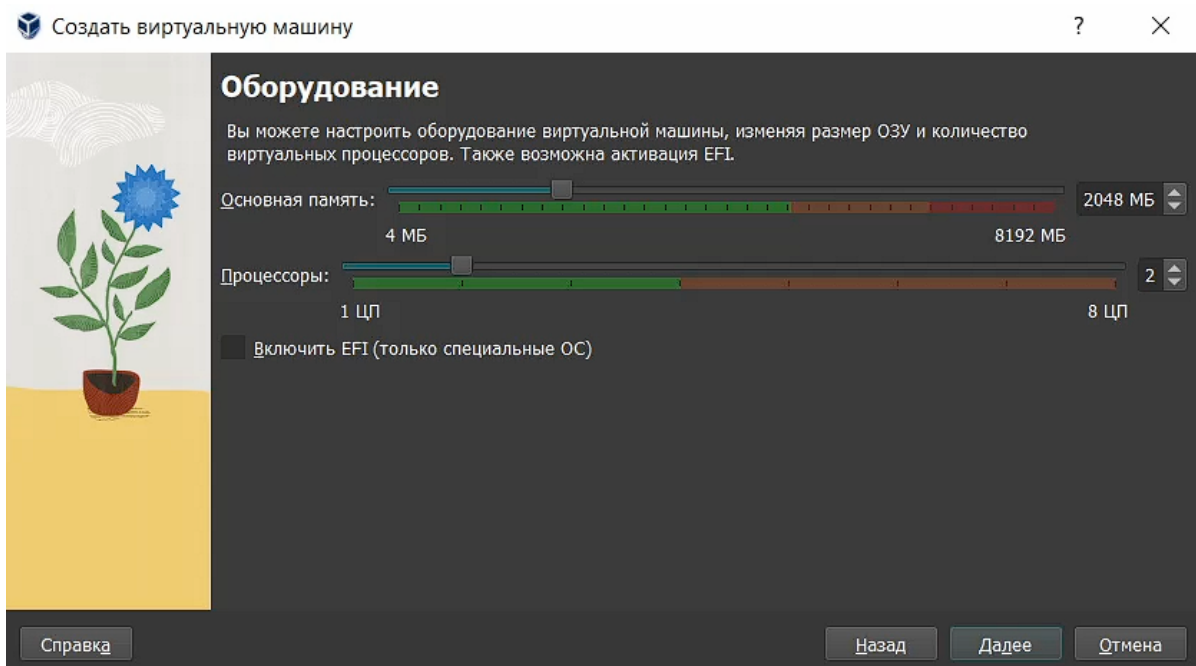 Создать виртуальную машину
?
Оборудование
Вы можете настроить оборудование виртуальной машины, изменяя размер ОЗУ и количество
виртуальных процессоров. Также возможна активация EFI.
Основная память:
2048 МБ
4 МБ
8192 МБ
Процессоры:
2
1 ЦП
8 ЦП
Включить EFI (только специальные ОС)
Справка
Назад
Далее
Отмена